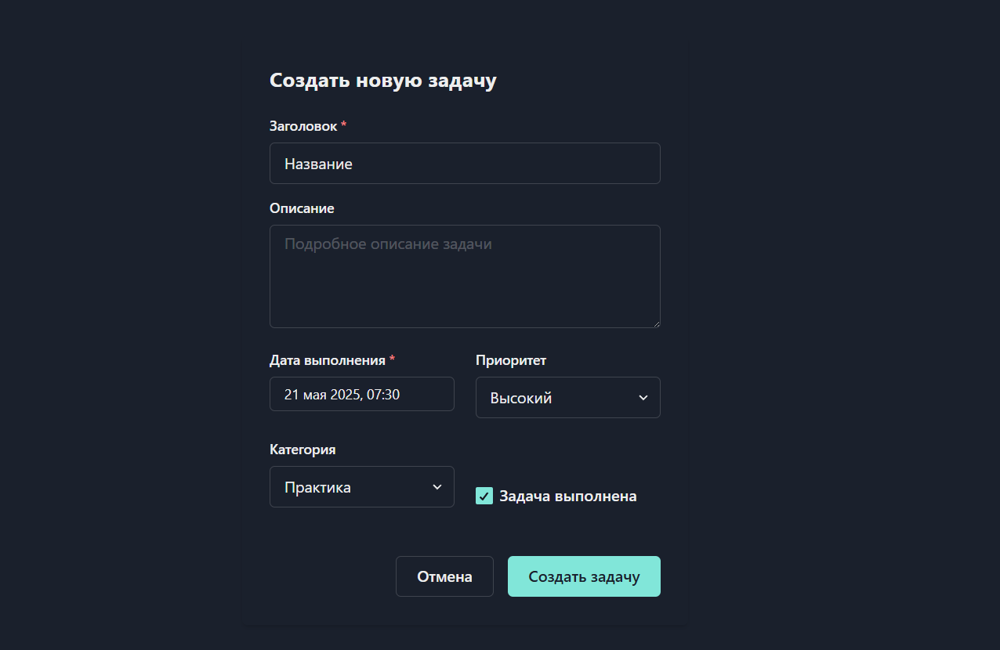 Создать новую задачу
Заголовок *
Название
Описание
Подробное описание задачи
Дата выполнения *
Приоритет
21 мая 2025, 07:30
Высокий
Категория
Практика
Задача выполнена
Отмена
Создать задачу